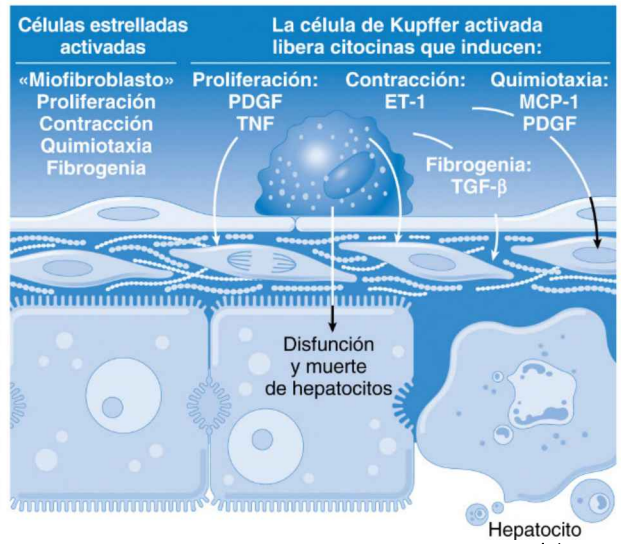 Células estrelladas
activadas
«Miofibroblasto»
Proliferación
Contracción
Quimiotaxia
Fibrogenia
La célula de Kupffer activada
libera citocinas que inducen:
Proliferación:
PDGF
TNF
Contracción:
ET-1
Quimiotaxia:
MCP-1
PDGF
Fibrogenia:
TGF-β
Disfunción
y muerte
de hepatocitos
Hepatocito